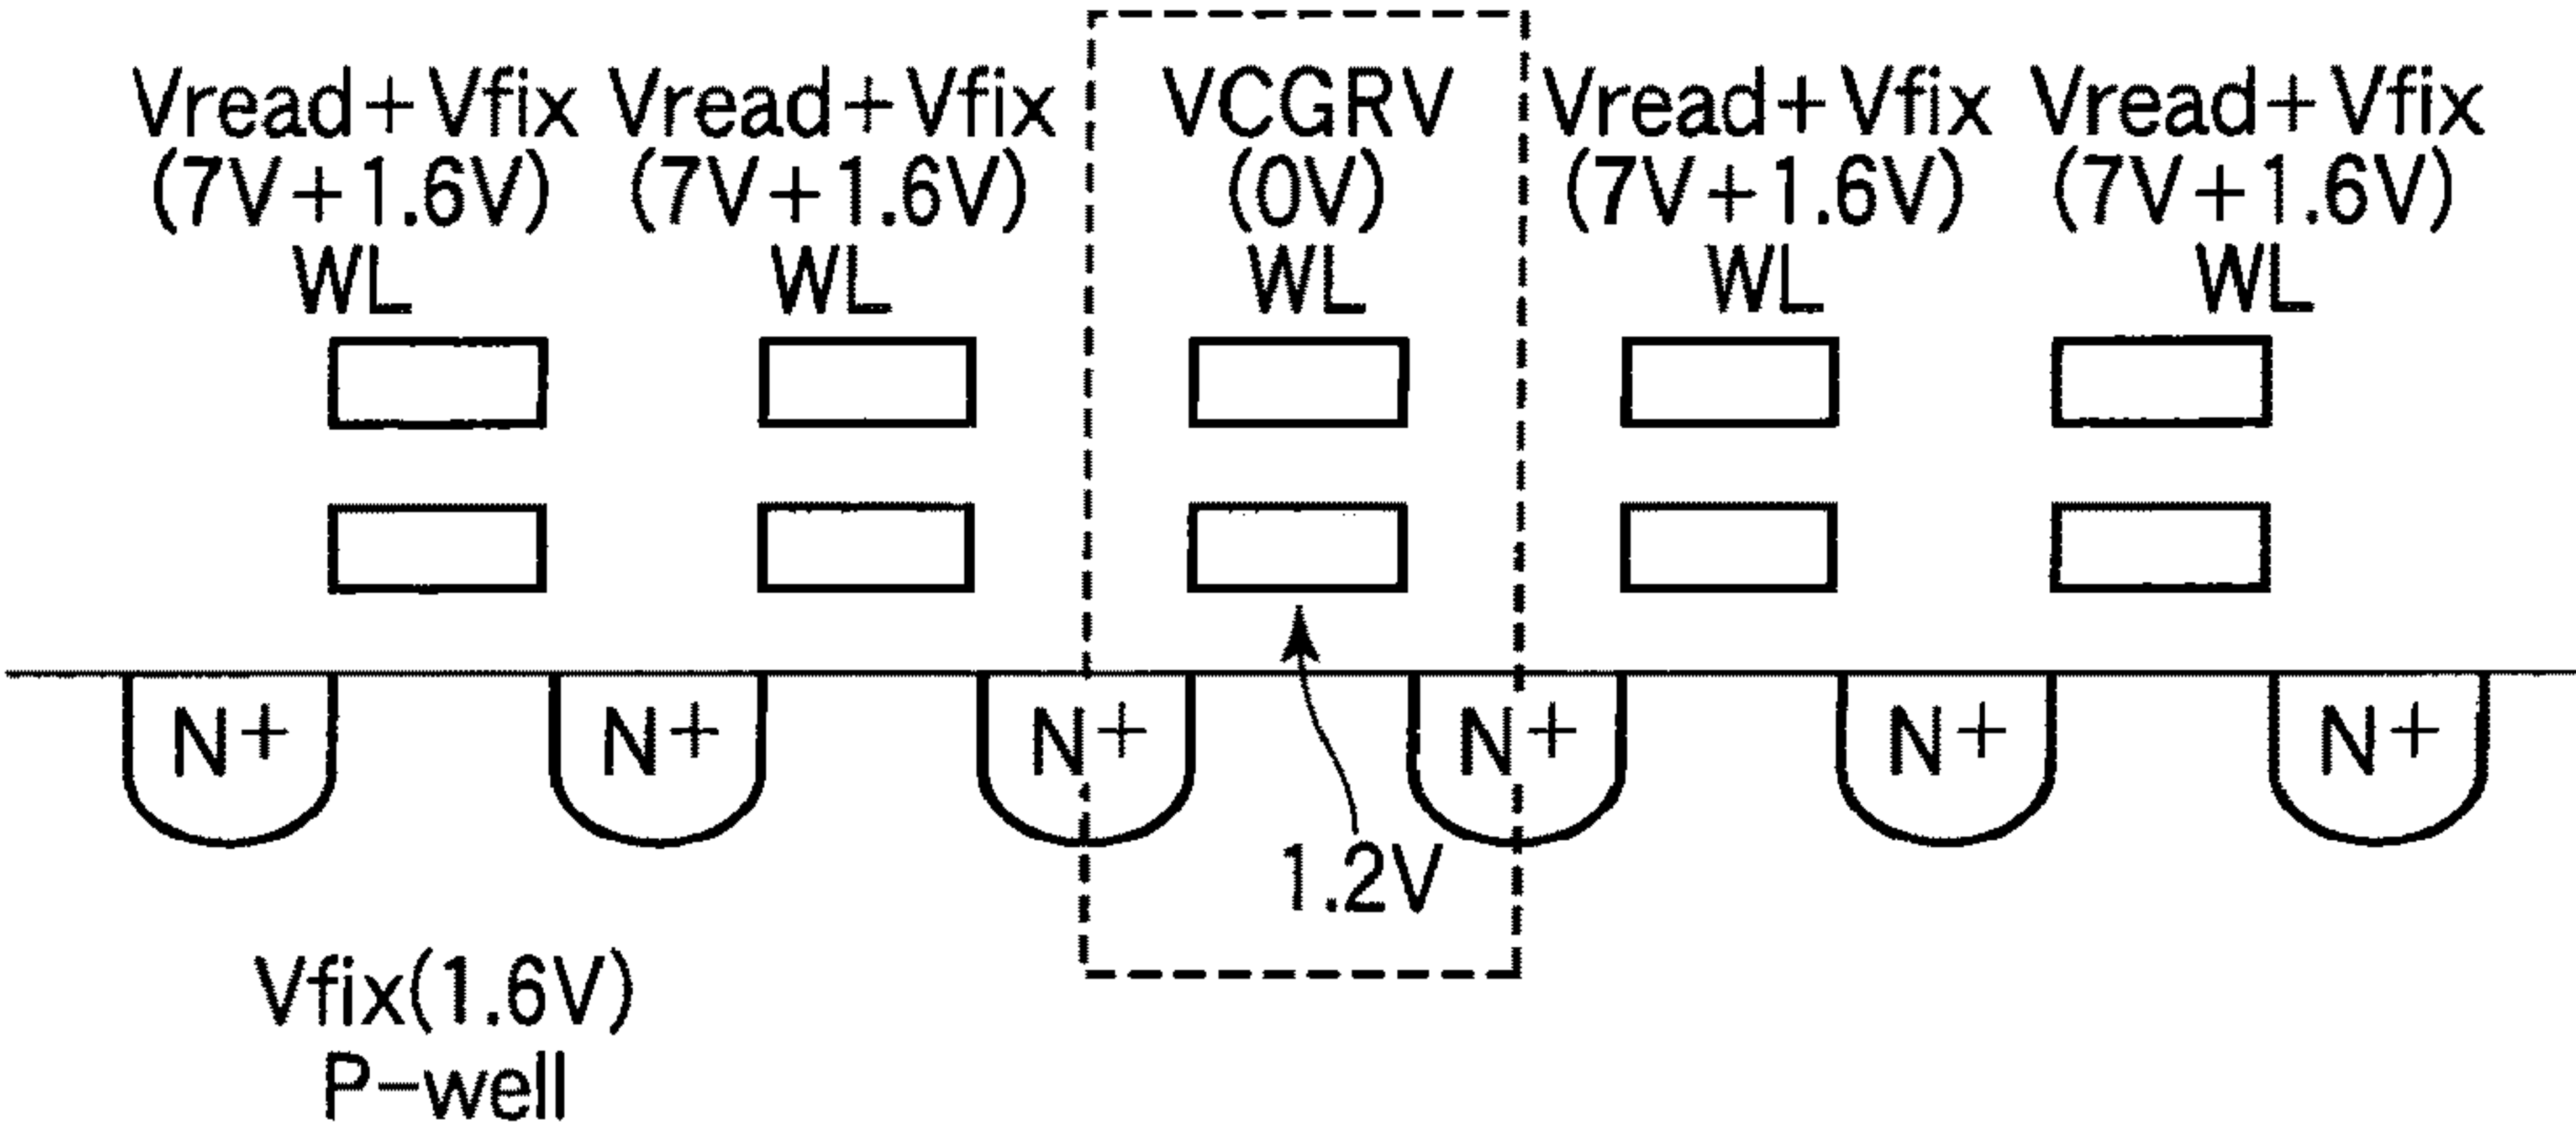 Vread+Vfix Vread+Vfix VCGRV Vread+Vfix Vread+Vfix
(7V+1.6V) (7V+1.6V) (0V) (7V+1.6V) (7V+1.6V)
WL WL WL WL WL
N+ N+ N+ N+ N+ N+
1.2V
Vfix(1.6V)
P-well